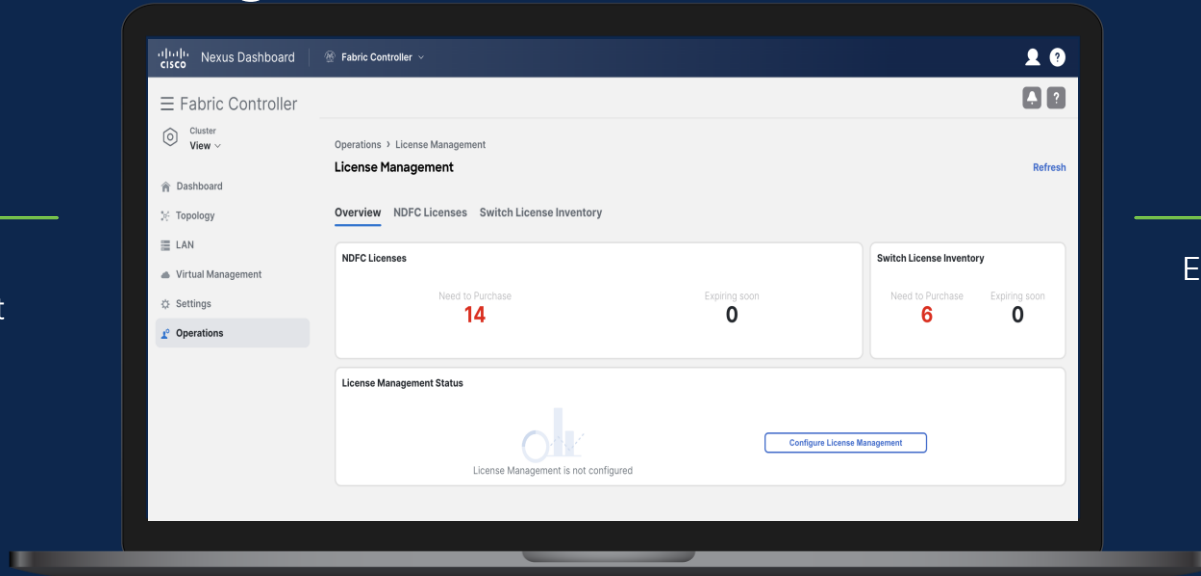 cisco Nexus Dashboard Fabric Controller
Fabric Controller
Cluster
View
Dashboard
Topology
LAN
Virtual Management
Settings
Operations
Operations > License Management
License Management
Refresh
Overview NDFC Licenses Switch License Inventory
NDFC Licenses
Need to Purchase
14
Expiring soon
0
Switch License Inventory
Need to Purchase
6
Expiring soon
0
License Management Status
License Management is not configured
Configure License Management